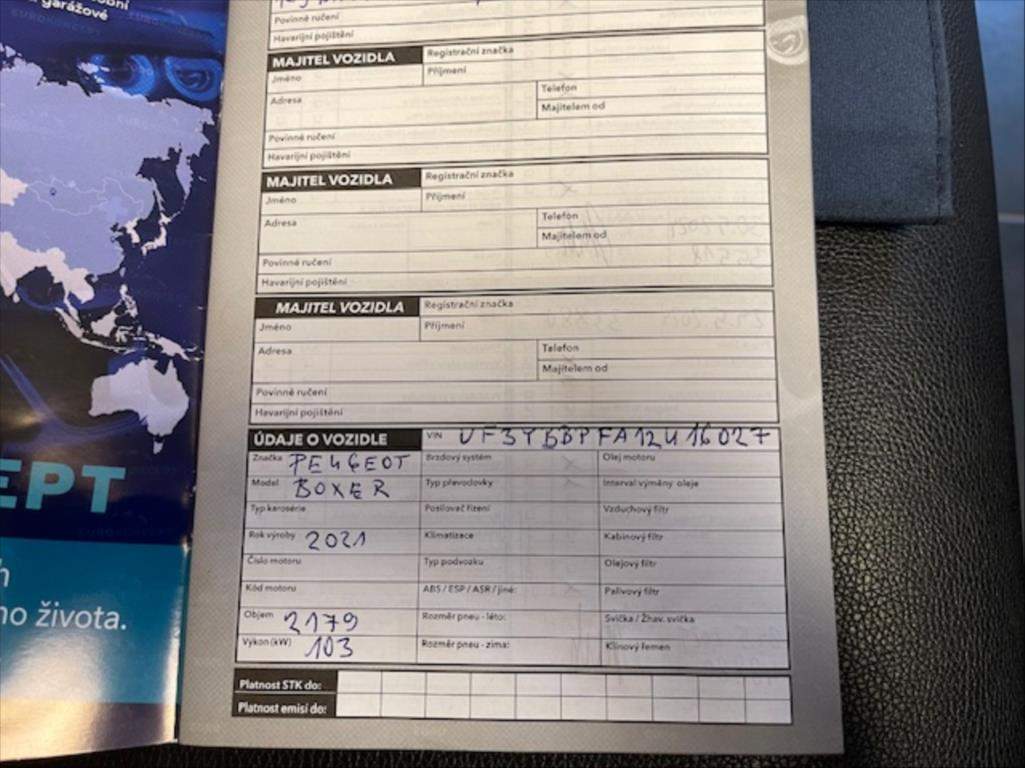 obní
a garážové
Povinné ručení
Havarijní pojištění
MAJITEL VOZIDLA
Registrační značka
Jméno
Příjmení
Adresa
Telefon
Majitelem od
Povinné ručení
Havarijní pojištění
MAJITEL VOZIDLA
Registrační značka
Jméno
Příjmení
Adresa
Telefon
Majitelem od
Povinné ručení
Havarijní pojištění
MAJITEL VOZIDLA
Registrační značka
Jméno
Příjmení
Adresa
Telefon
Majitelem od
Povinné ručení
Havarijní pojištění
ÚDAJE O VOZIDLE
VIN VF3YBBPFA12U16027
Značka PEUGEOT
Brzdový systém
Olej motoru
Model BOXER
Typ převodovky
Interval výměny oleje
Typ karosérie
Posilovač řízení
Vzduchový filtr
Rok výroby 2021
Klimatizace
Kabinový filtr
Číslo motoru
Typ podvozku
Olejový filtr
Kód motoru
ABS / ESP / ASR / jiné:
Palivový filtr
Objem 2179
Rozměr pneu - léto:
Svíčka / Žhav. svíčka
Výkon (kW) 103
Rozměr pneu - zima:
Klínový řemen
Platnost STK do:
Platnost emisí do:
EPT
h
ho života.